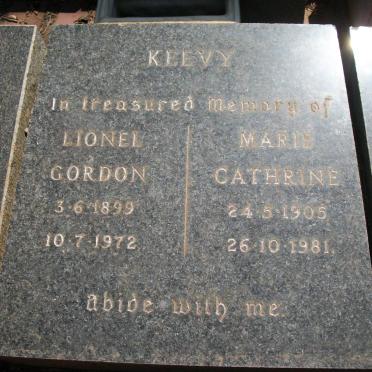 KEEVY
In treasured Memory of
LIONEL
GORDON
3·6·1899
10·7·1972
MARIE
CATHRINE
24·5·1905
26·10·1981.
Abide with me.